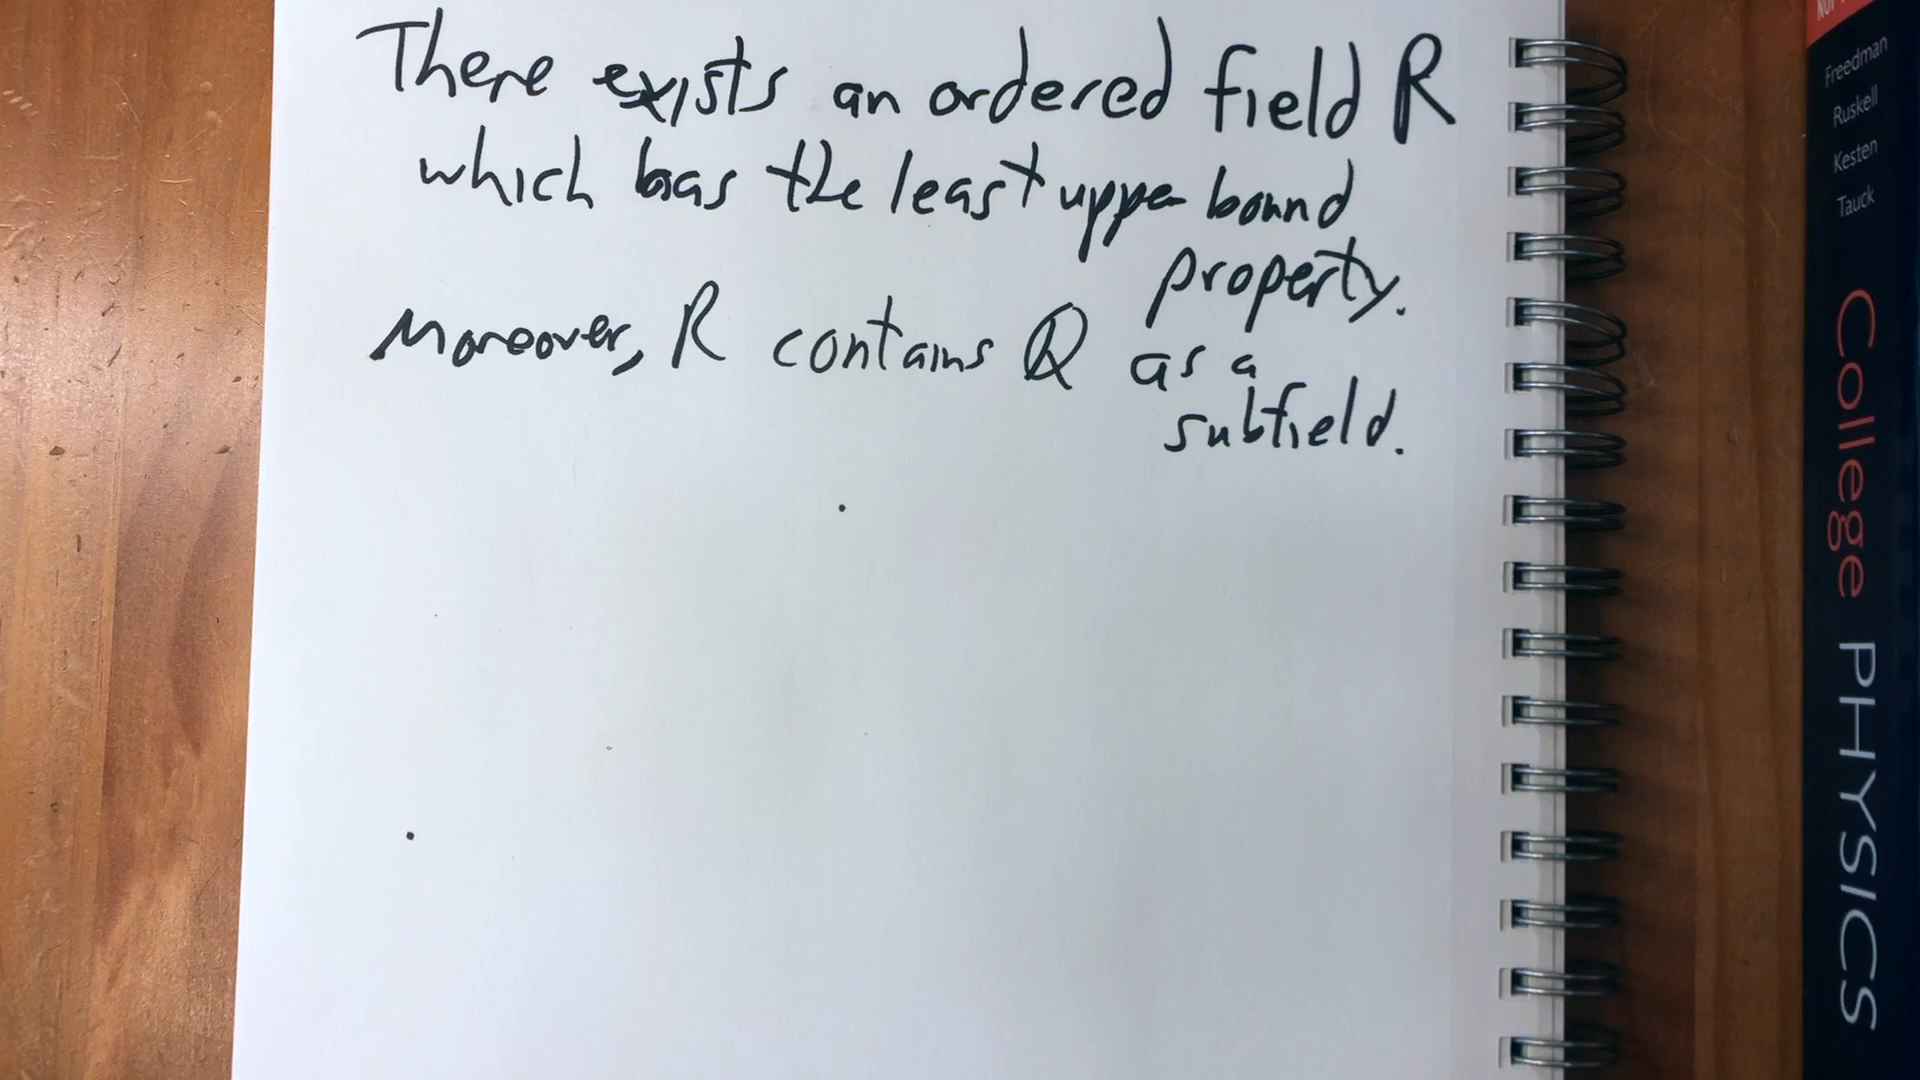 There exists an ordered field R
which has the least upper bound
property.
Moreover, R contains Q as a
subfield.
Freedman
Ruskell
Kesten
Tauck
College PHYSICS